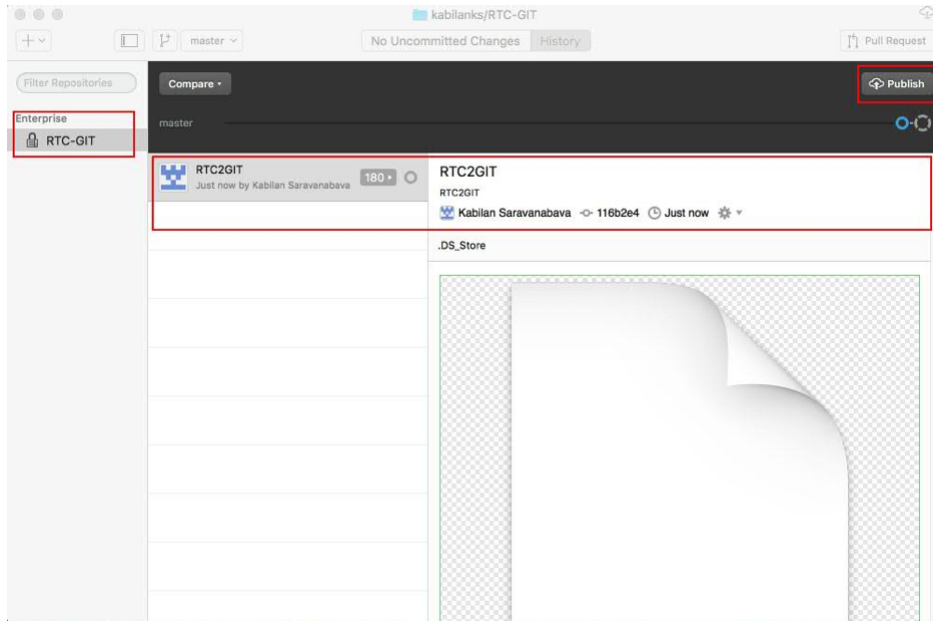 kabilanks/RTC-GIT
master
No Uncommitted Changes History
Pull Request
Filter Repositories
Compare
Publish
Enterprise
master
RTC-GIT
RTC2GIT
Just now by Kabilan Saravanabava
180
RTC2GIT
RTC2GIT
Kabilan Saravanabava 116b2e4 Just now
.DS_Store